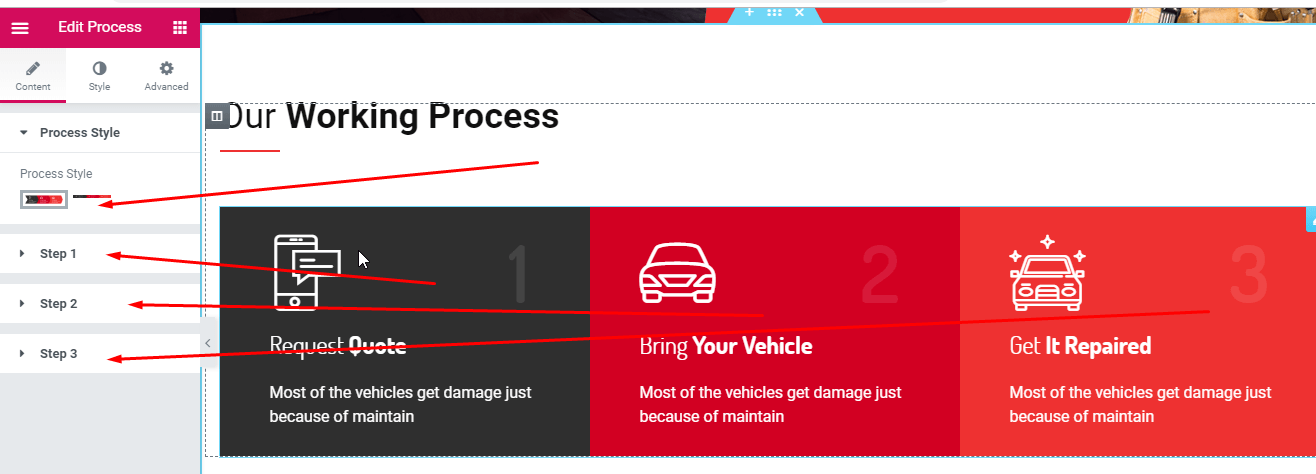 Edit Process
Content
Style
Advanced
Process Style
Process Style
Step 1
Step 2
Step 3
Our Working Process
1
Request Quote
Most of the vehicles get damage just
because of maintain
2
Bring Your Vehicle
Most of the vehicles get damage just
because of maintain
3
Get It Repaired
Most of the vehicles get damage just
because of maintain